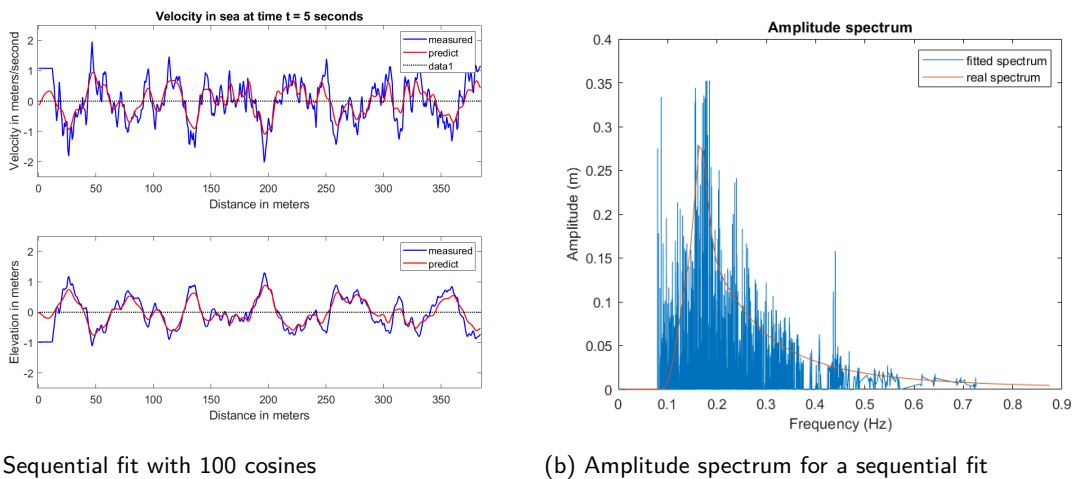 Velocity in sea at time t = 5 seconds
measured
predict
data1
2
1
0
-1
-2
Velocity in meters/second
0 50 100 150 200 250 300 350
Distance in meters
measured
predict
2
1
0
-1
-2
Elevation in meters
0 50 100 150 200 250 300 350
Distance in meters
Sequential fit with 100 cosines
Amplitude spectrum
fitted spectrum
real spectrum
0.4
0.35
0.3
0.25
0.2
0.15
0.1
0.05
0
Amplitude (m)
0 0.1 0.2 0.3 0.4 0.5 0.6 0.7 0.8 0.9
Frequency (Hz)
(b) Amplitude spectrum for a sequential fit